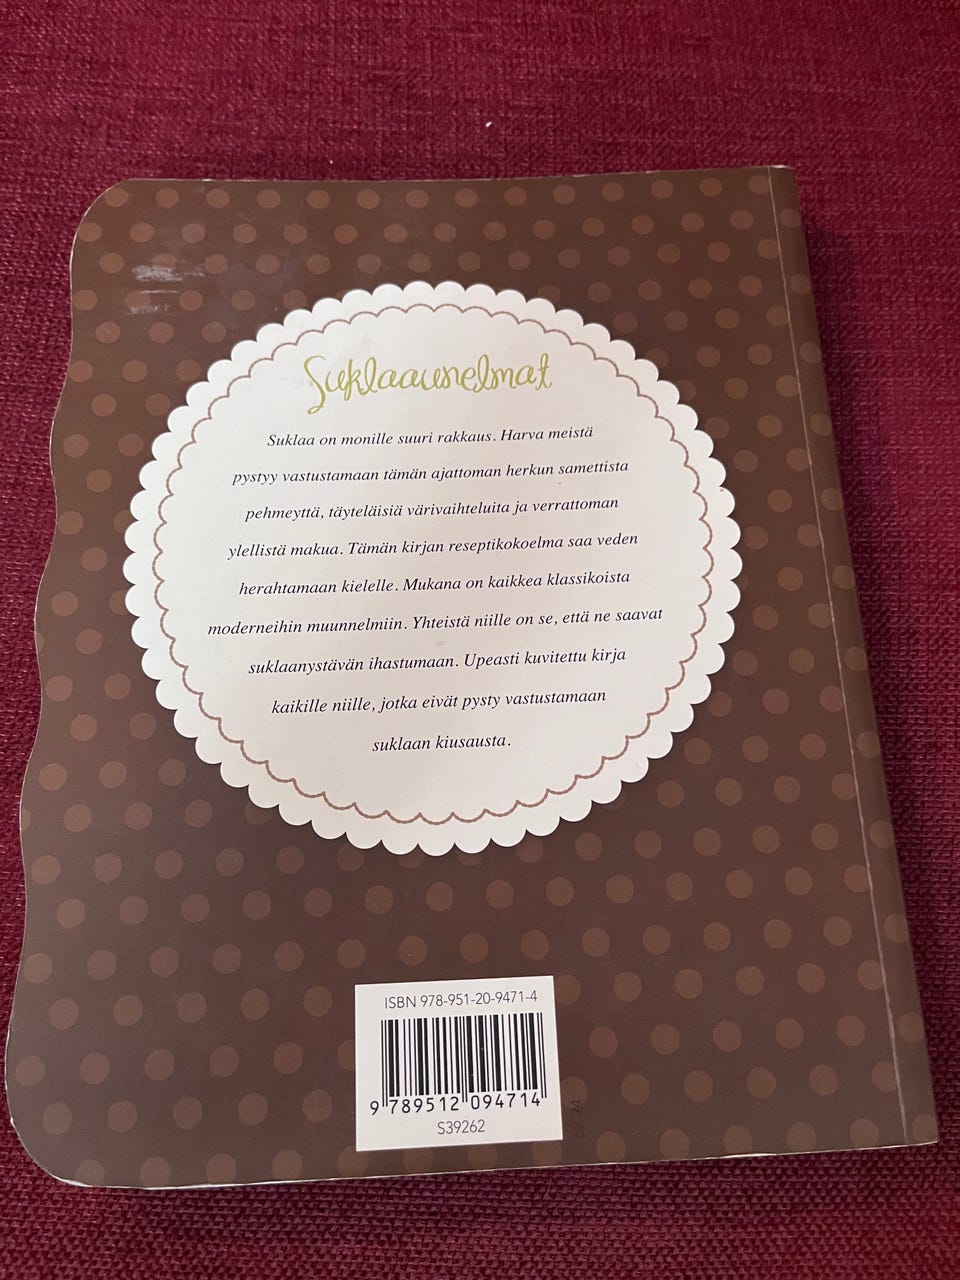 Suklaaunelmat
Suklaa on monille suuri rakkaus. Harva meistä
pystyy vastustamaan tämän ajattoman herkun samettista
pehmeyttä, täyteläisiä värivaihteluita ja verrattoman
ylellistä makua. Tämän kirjan reseptikokoelma saa veden
herahtamaan kielelle. Mukana on kaikkea klassikoista
moderneihin muunnelmiin. Yhteistä niille on se, että ne saavat
suklaanystävän ihastumaan. Upeasti kuvitettu kirja
kaikille niille, jotka eivät pysty vastustamaan
suklaan kiusausta.
ISBN 978-951-20-9471-4
9 789512 094714
S39262